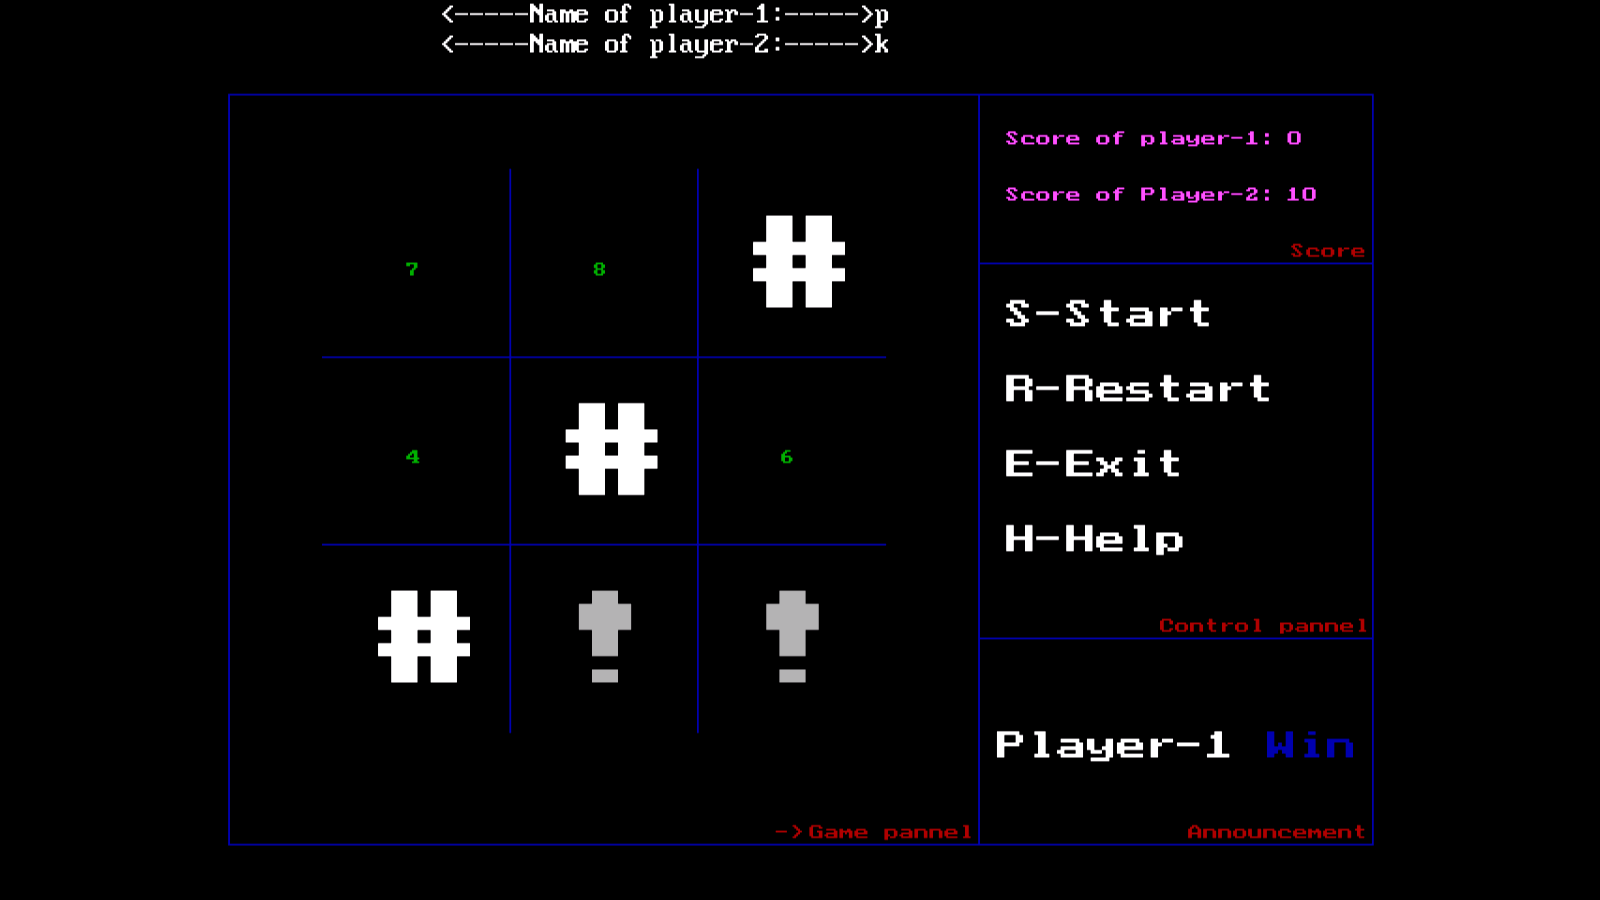 <-----Name of player-1:----->p
<-----Name of player-2:----->k
Score of player-1: 0
Score of Player-2: 10
Score
7 8 #
S-Start
R-Restart
4 # 6
E-Exit
H-Help
# ! !
Control pannel
Player-1 Win
->Game pannel
Announcement